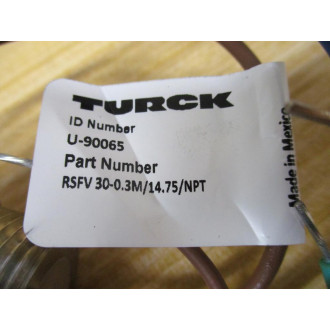 TURCK
ID Number
U-90065
Part Number
RSFV 30-0.3M/14.75/NPT
Made in Mexico